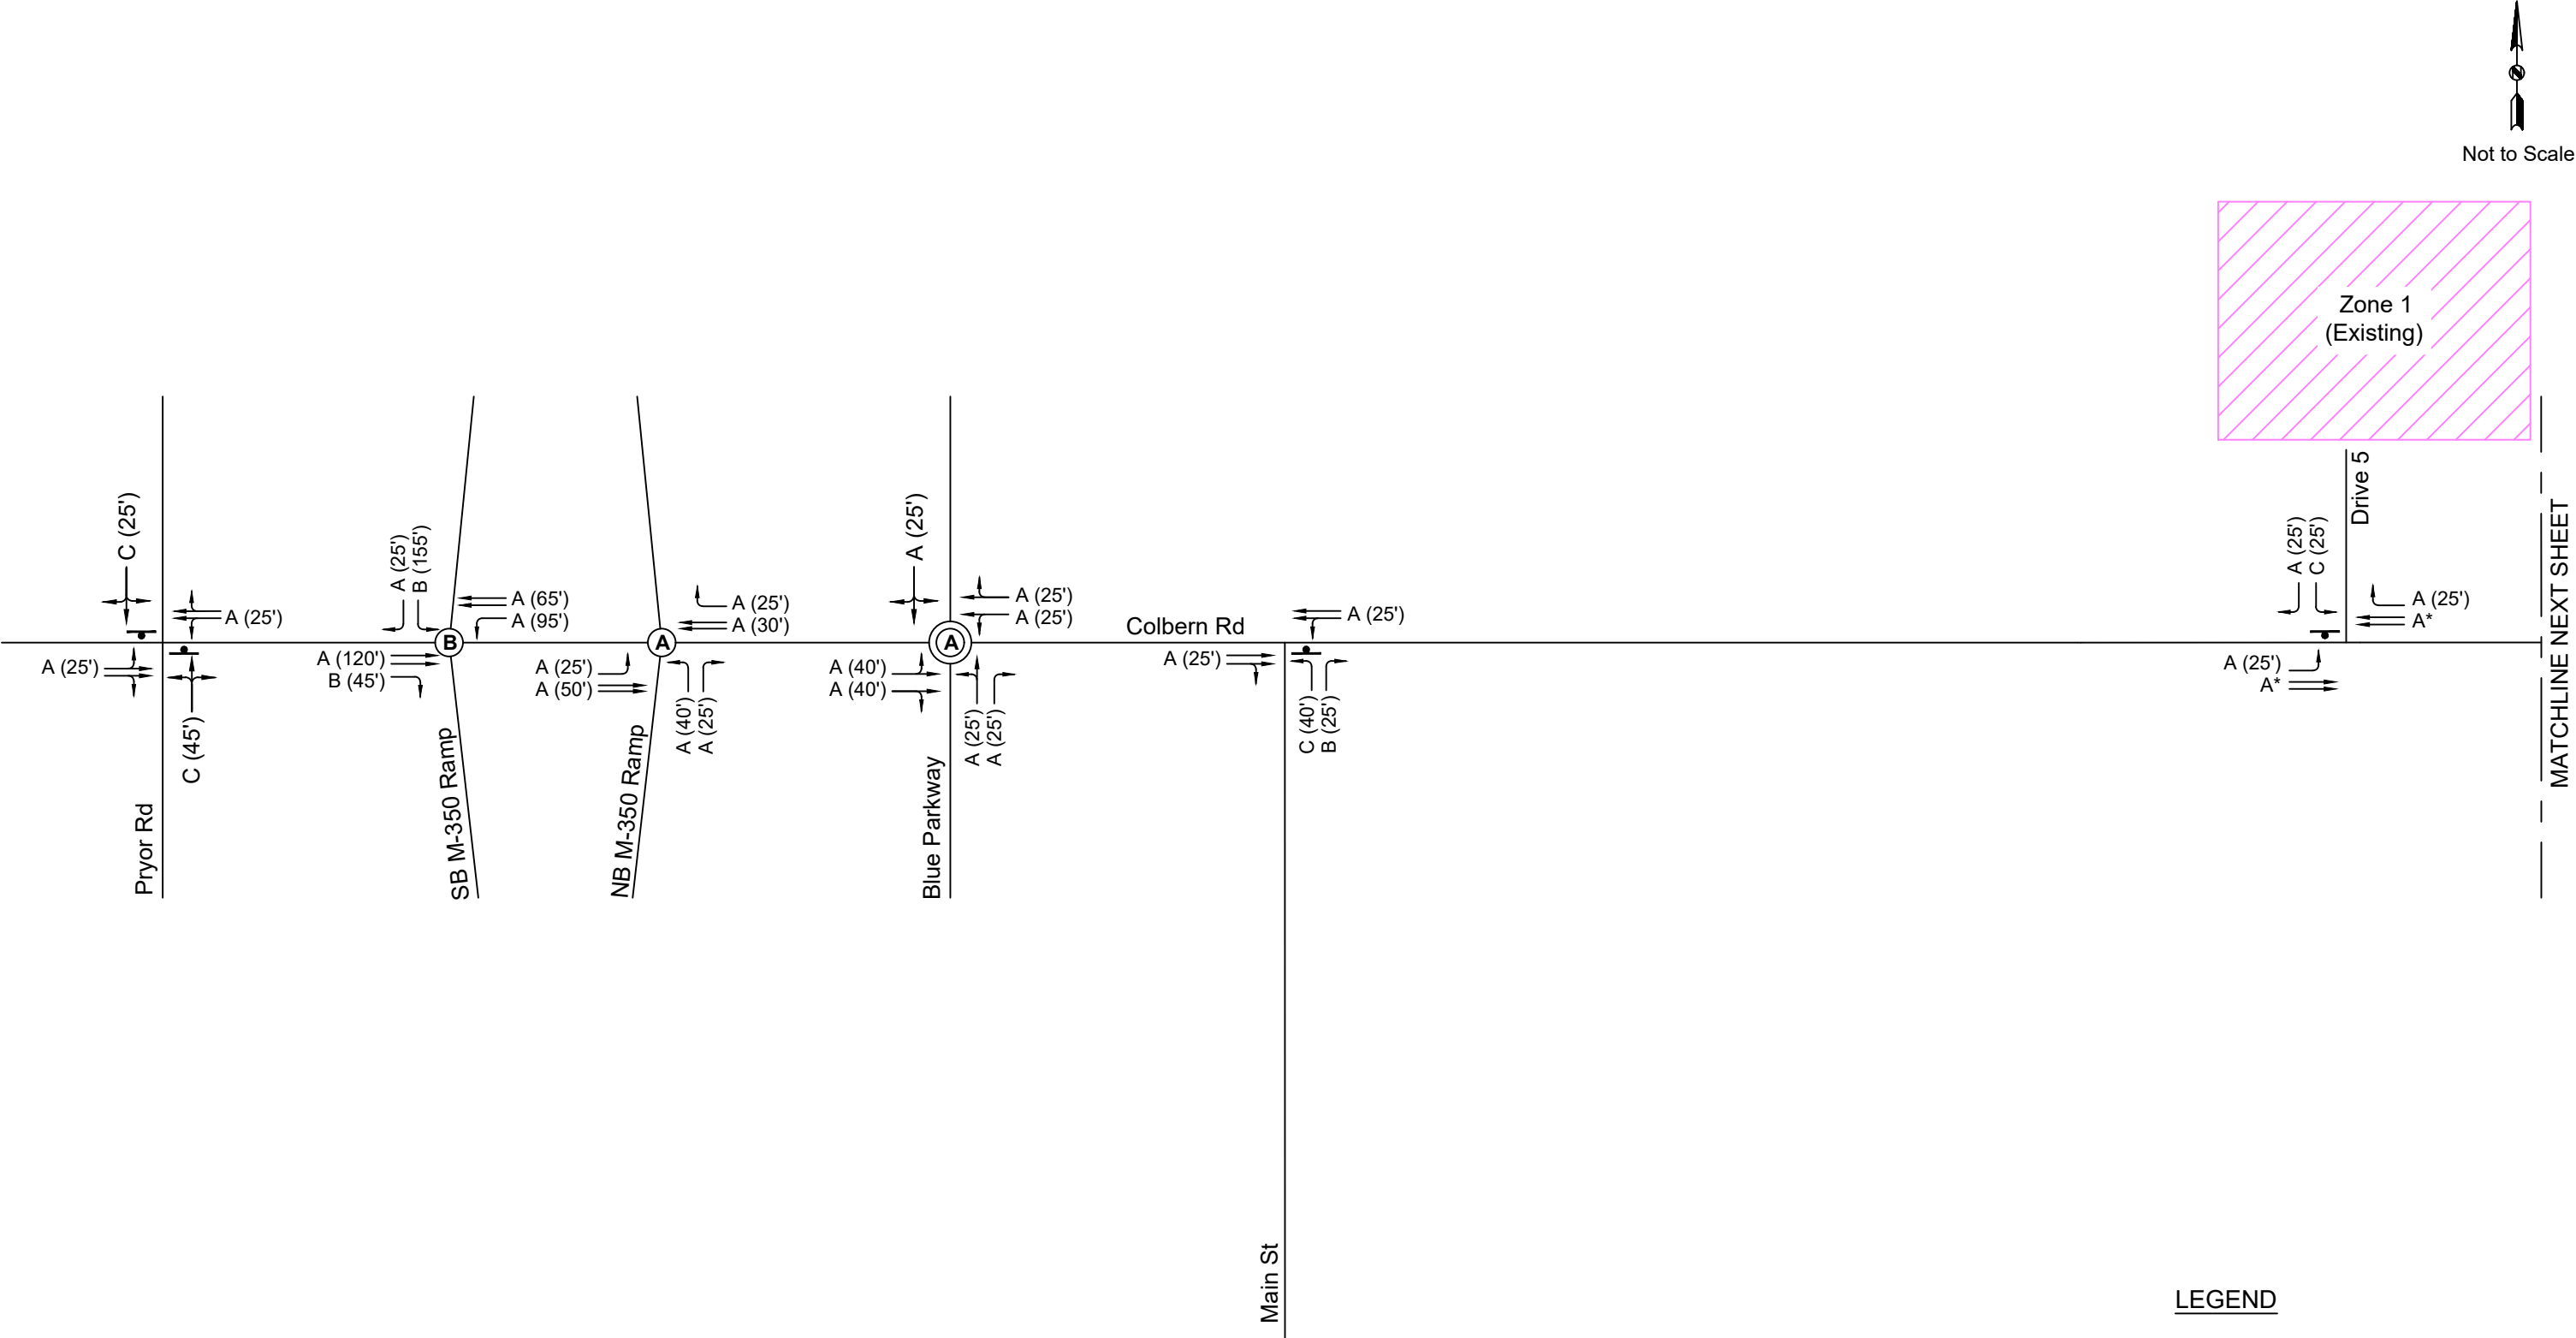 N
Not to Scale
Zone 1
(Existing)
C (25')
A (25')
A (25')
C (45')
Pryor Rd
A (25')
B (155')
B
A (65')
A (95')
A (120')
B (45')
SB M-350 Ramp
A
A (25')
A (30')
A (25')
A (50')
A (40')
A (25')
NB M-350 Ramp
A (25')
A
A (25')
A (25')
A (40')
A (40')
A (25')
A (25')
Blue Parkway
Colbern Rd
A (25')
A (25')
C (40')
B (25')
Main St
Drive 5
A (25')
C (25')
A (25')
A*
A (25')
A*
MATCHLINE NEXT SHEET
LEGEND